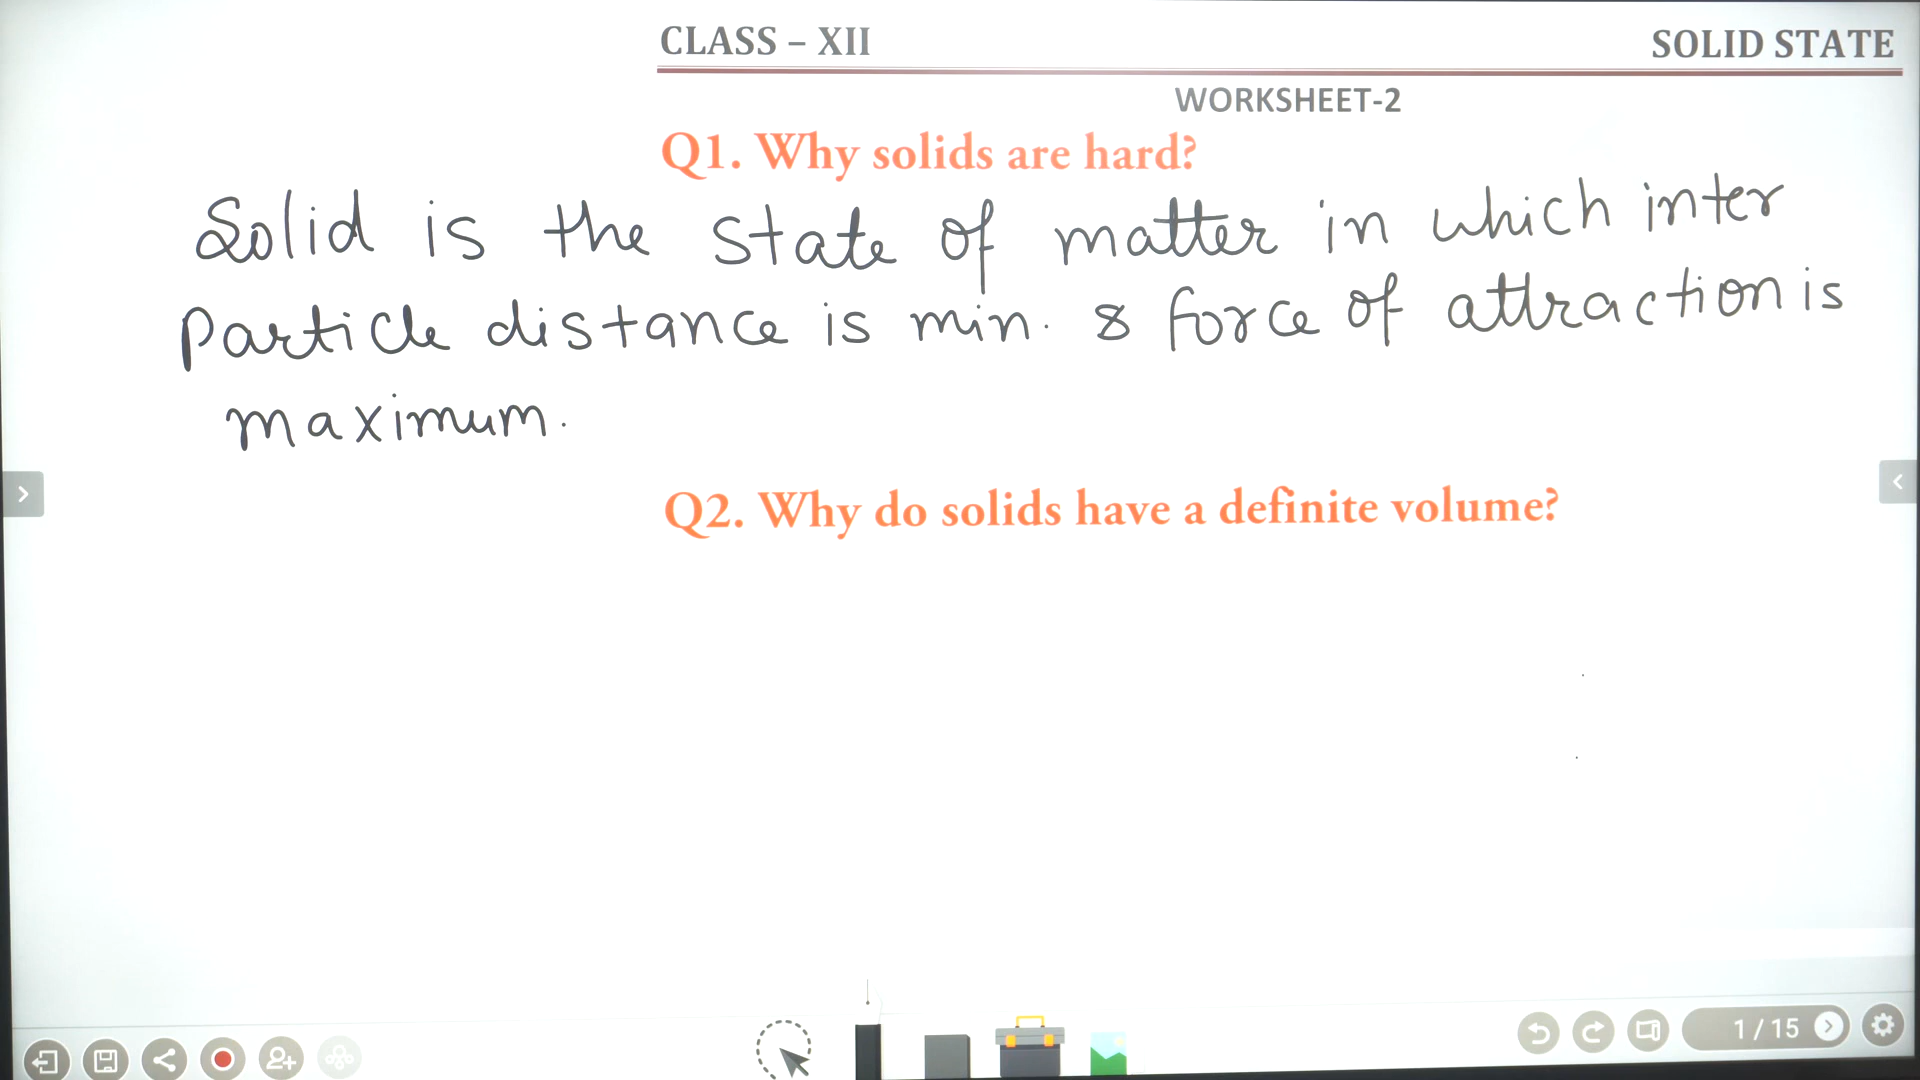 CLASS – XII SOLID STATE
WORKSHEET-2
Q1. Why solids are hard?
Solid is the state of matter in which inter
particle distance is min. & force of attraction is
maximum.
Q2. Why do solids have a definite volume?
1 / 15